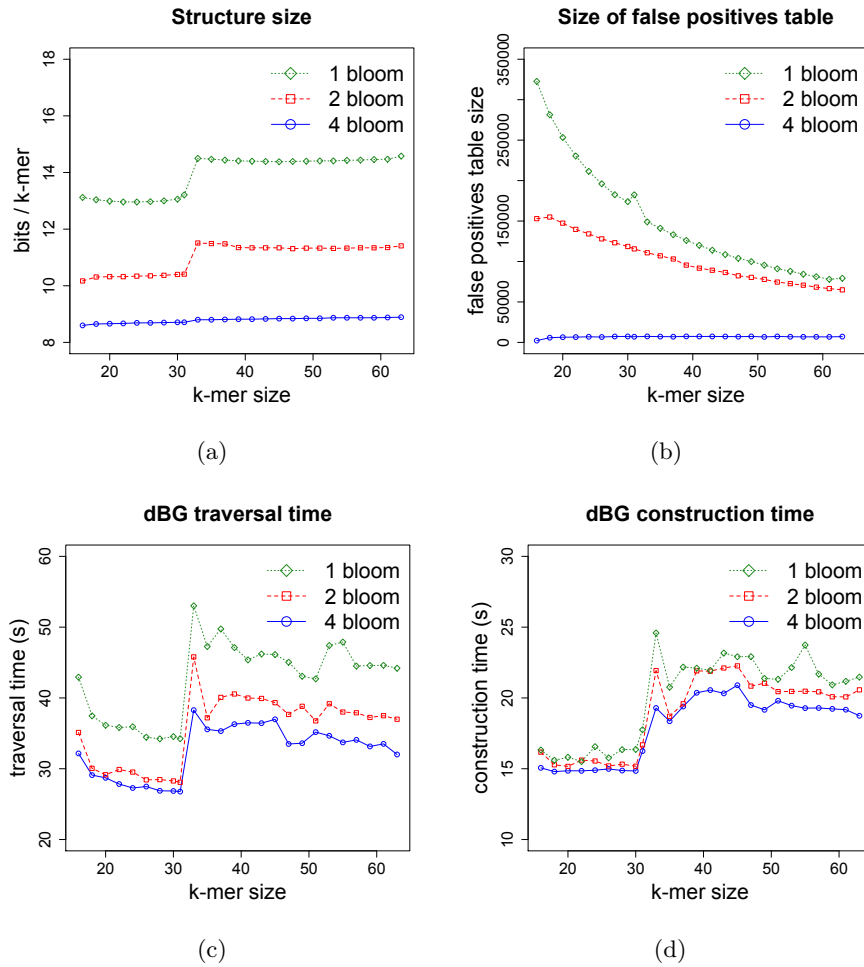 Structure size
bits / k-mer
18
16
14
12
10
8
1 bloom
2 bloom
4 bloom
20 30 40 50 60
k-mer size
(a)
Size of false positives table
false positives table size
350000
250000
150000
50000
0
1 bloom
2 bloom
4 bloom
20 30 40 50 60
k-mer size
(b)
dBG traversal time
traversal time (s)
60
50
40
30
20
1 bloom
2 bloom
4 bloom
20 30 40 50 60
k-mer size
(c)
dBG construction time
construction time (s)
30
25
20
15
10
1 bloom
2 bloom
4 bloom
20 30 40 50 60
k-mer size
(d)